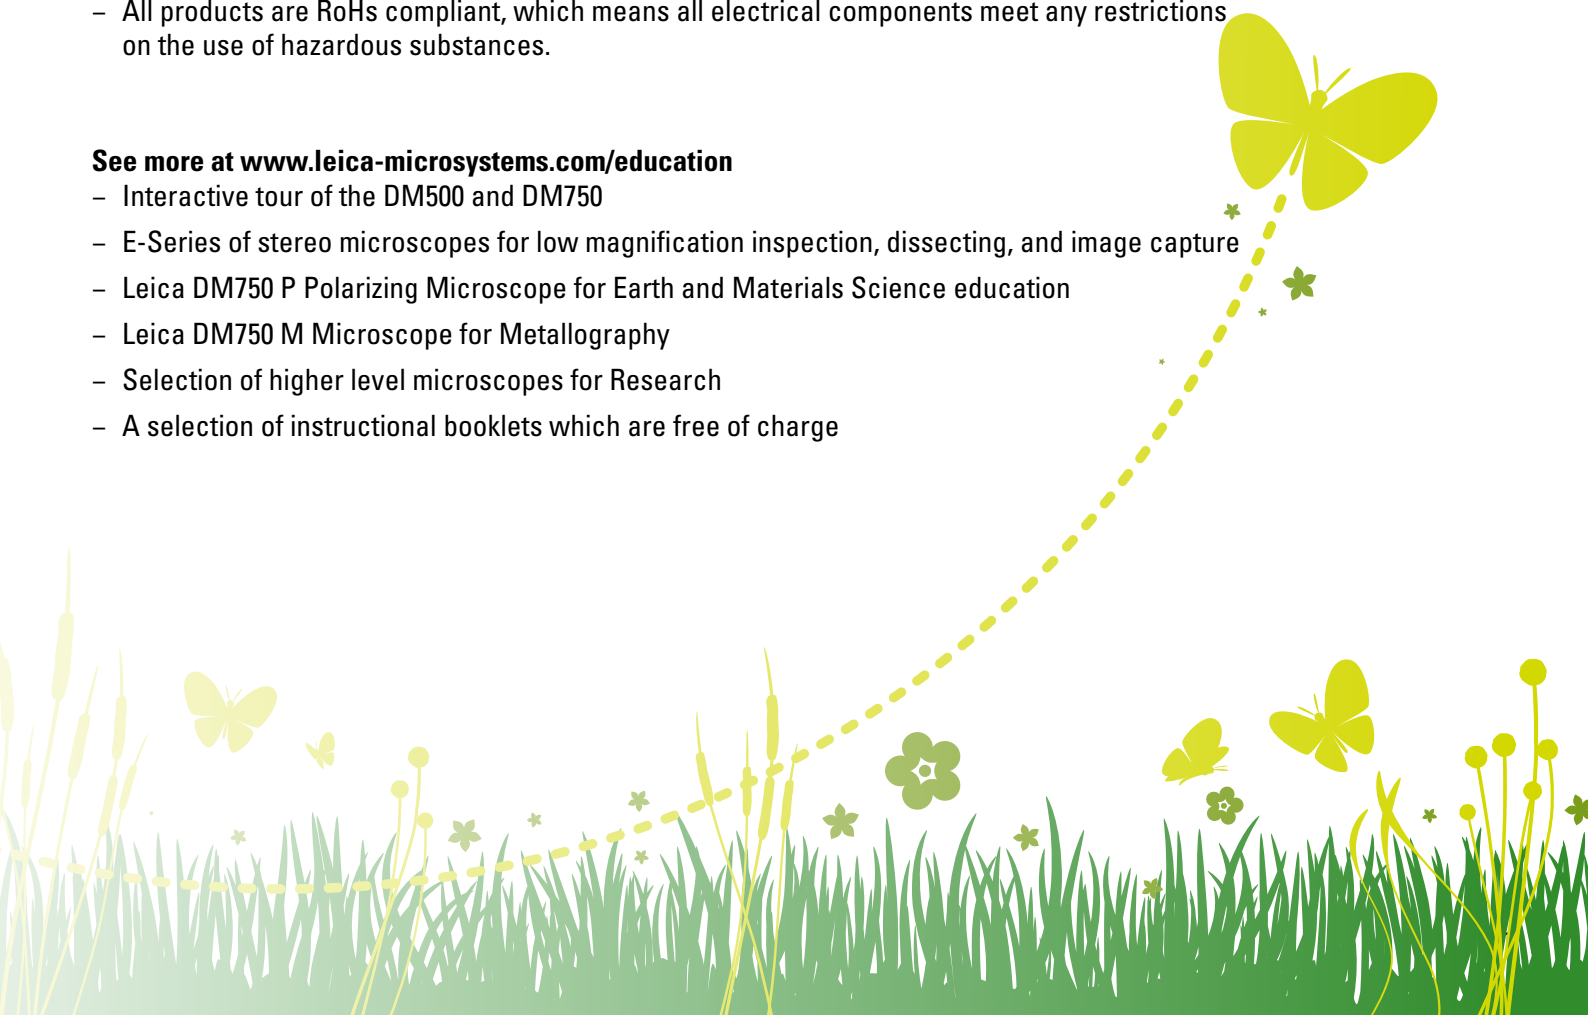 – All products are RoHs compliant, which means all electrical components meet any restrictions
on the use of hazardous substances.
See more at www.leica-microsystems.com/education
– Interactive tour of the DM500 and DM750
– E-Series of stereo microscopes for low magnification inspection, dissecting, and image capture
– Leica DM750 P Polarizing Microscope for Earth and Materials Science education
– Leica DM750 M Microscope for Metallography
– Selection of higher level microscopes for Research
– A selection of instructional booklets which are free of charge